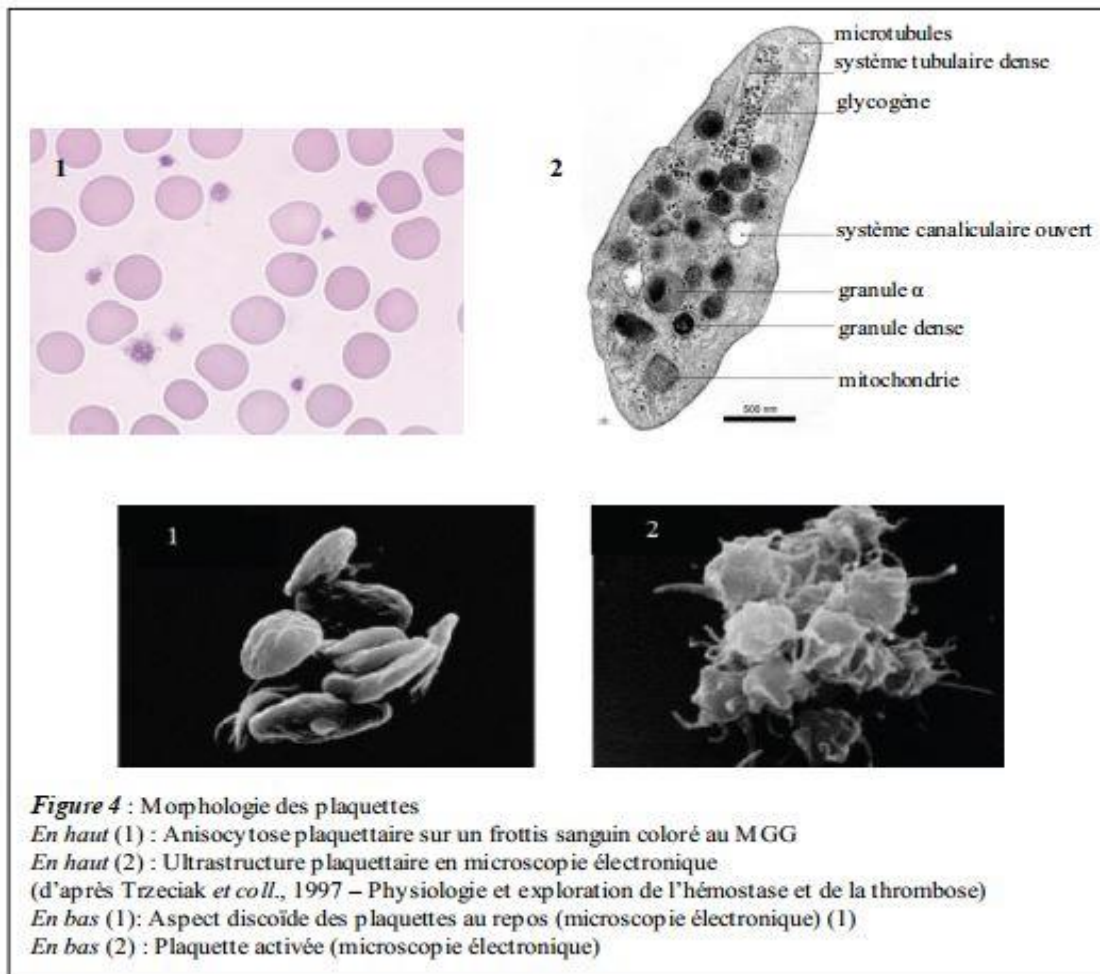 1
2
microtubules
système tubulaire dense
glycogène
système canaliculaire ouvert
granule α
granule dense
mitochondrie
500 nm
1
2
Figure 4 : Morphologie des plaquettes
En haut (1) : Anisocytose plaquettaire sur un frottis sanguin coloré au MGG
En haut (2) : Ultrastructure plaquettaire en microscopie électronique
(d'après Trzeciak et coll., 1997 – Physiologie et exploration de l'hémostase et de la thrombose)
En bas (1): Aspect discoïde des plaquettes au repos (microscopie électronique) (1)
En bas (2) : Plaquette activée (microscopie électronique)